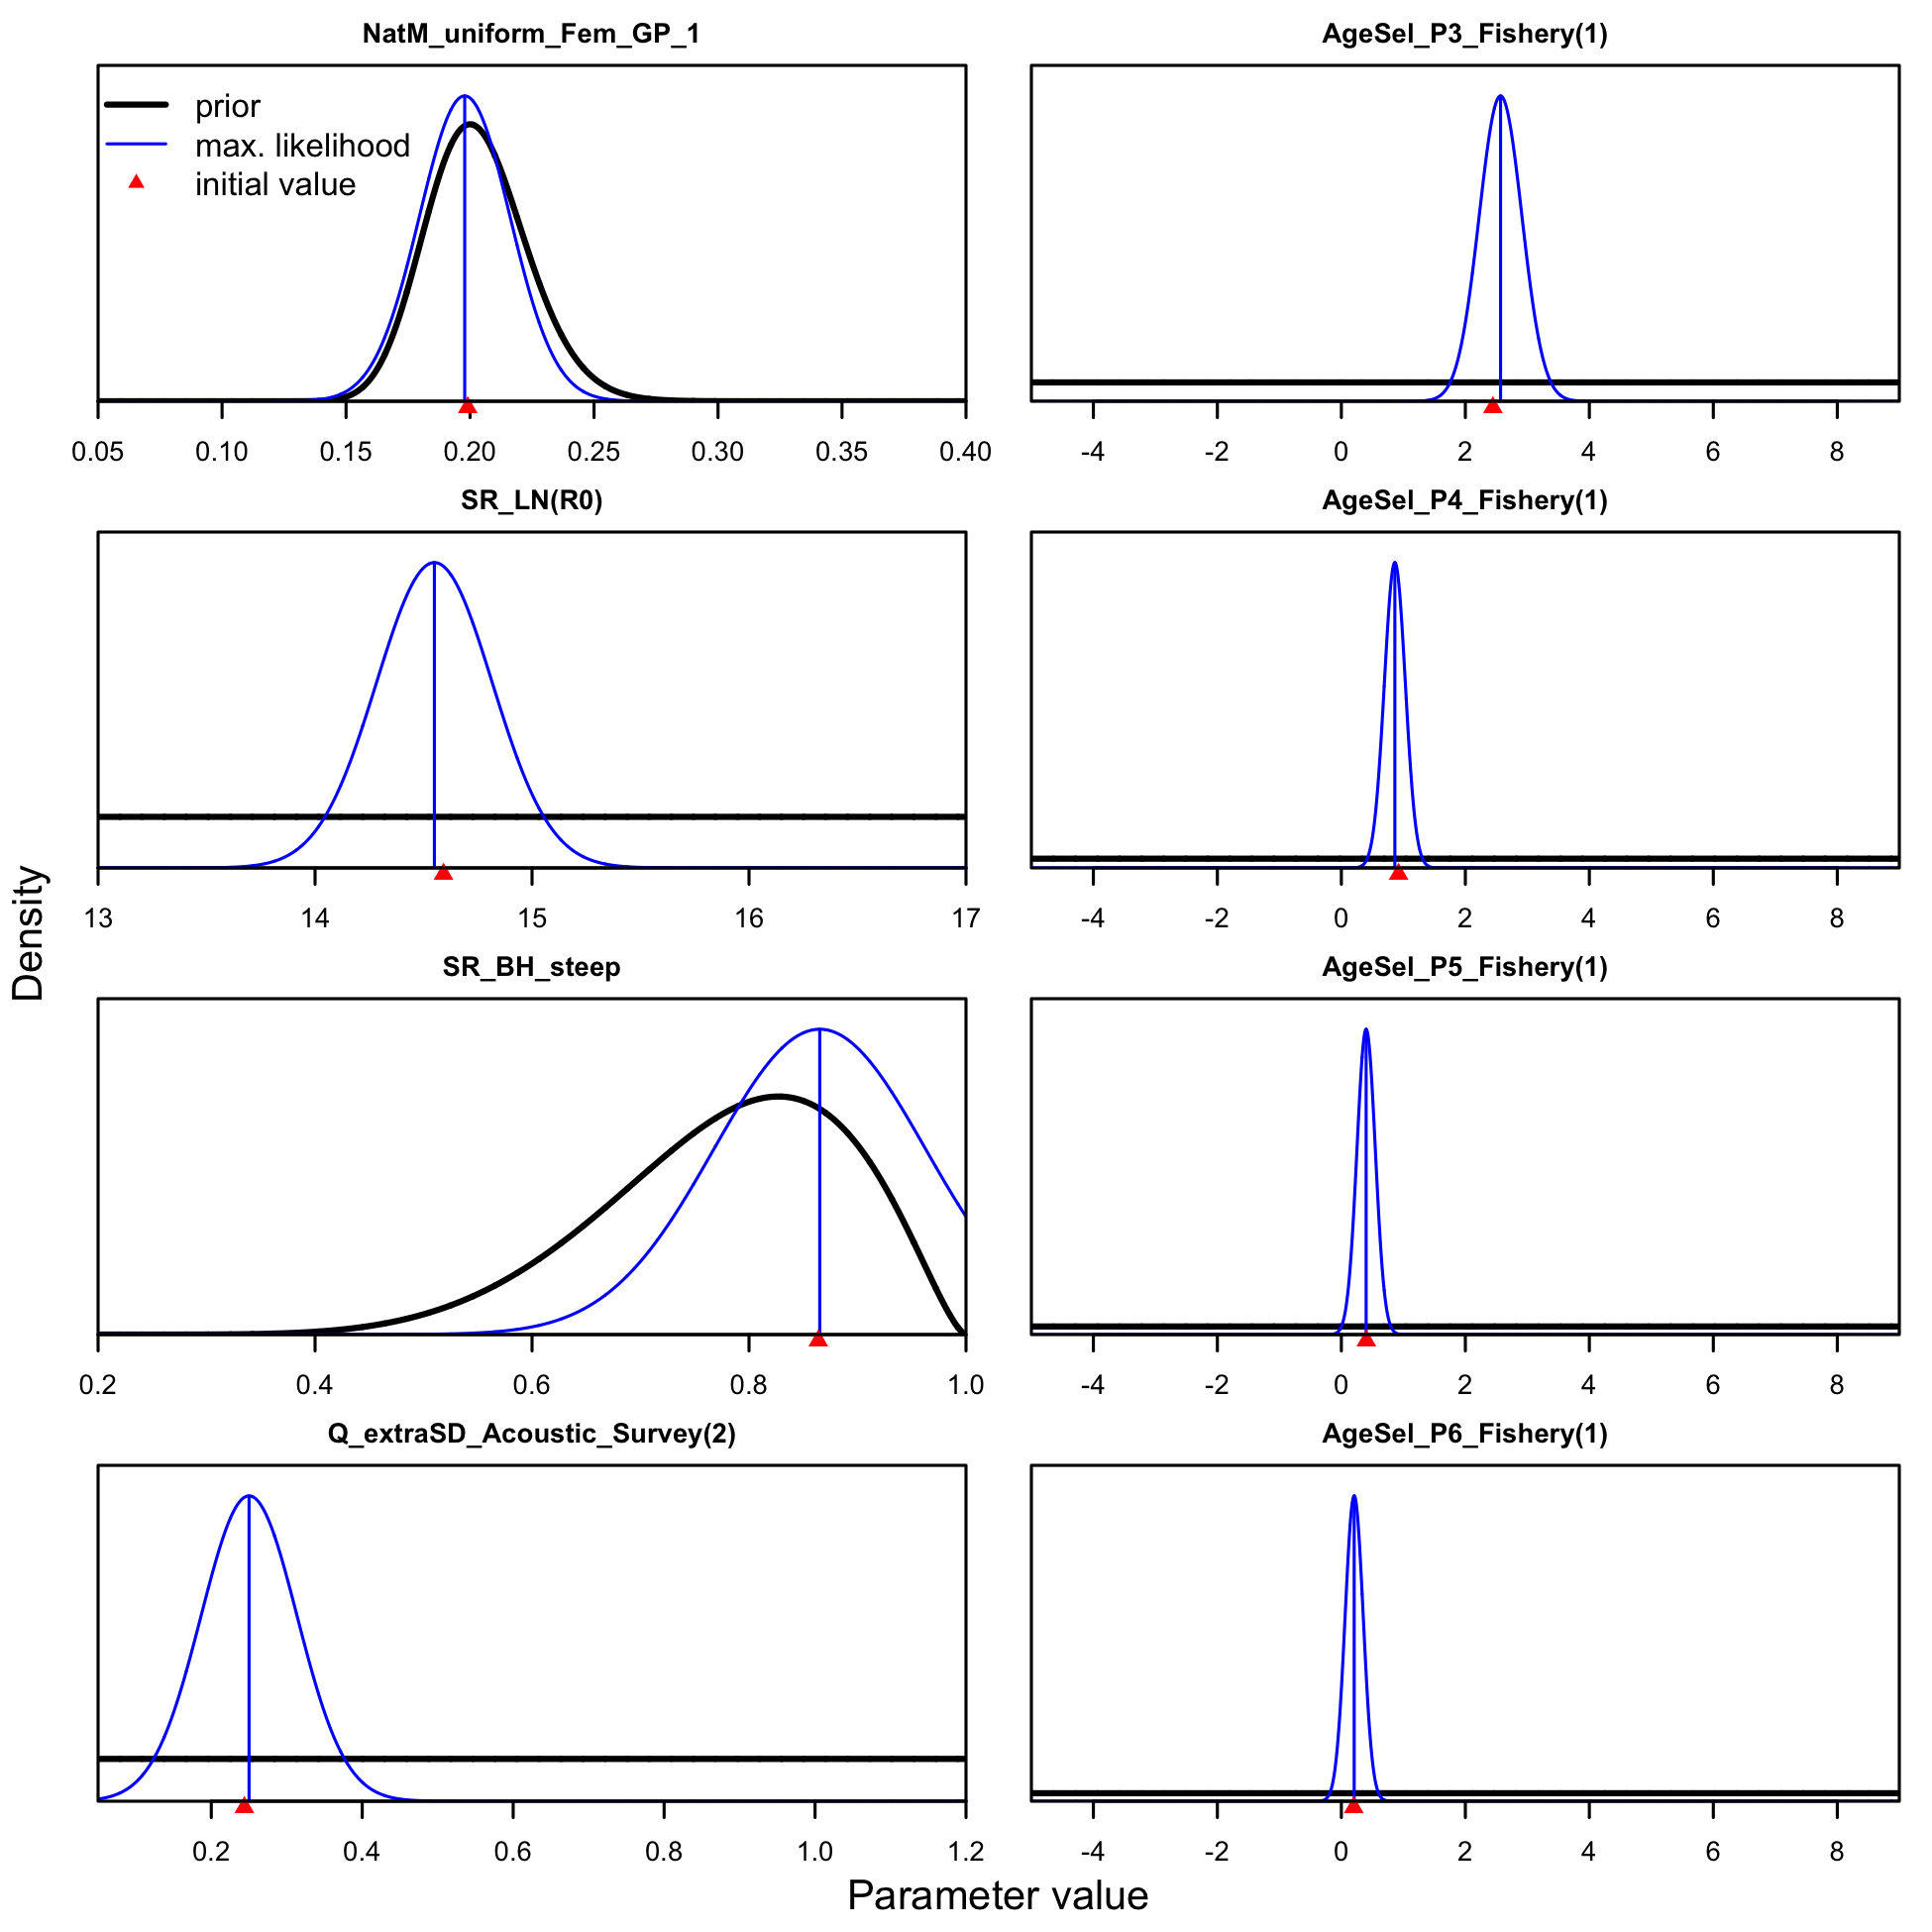 NatM_uniform_Fem_GP_1
prior
max. likelihood
initial value
0.05 0.10 0.15 0.20 0.25 0.30 0.35 0.40
AgeSel_P3_Fishery(1)
-4 -2 0 2 4 6 8
SR_LN(R0)
13 14 15 16 17
AgeSel_P4_Fishery(1)
-4 -2 0 2 4 6 8
SR_BH_steep
0.2 0.4 0.6 0.8 1.0
AgeSel_P5_Fishery(1)
-4 -2 0 2 4 6 8
Q_extraSD_Acoustic_Survey(2)
0.2 0.4 0.6 0.8 1.0 1.2
AgeSel_P6_Fishery(1)
-4 -2 0 2 4 6 8
Density
Parameter value